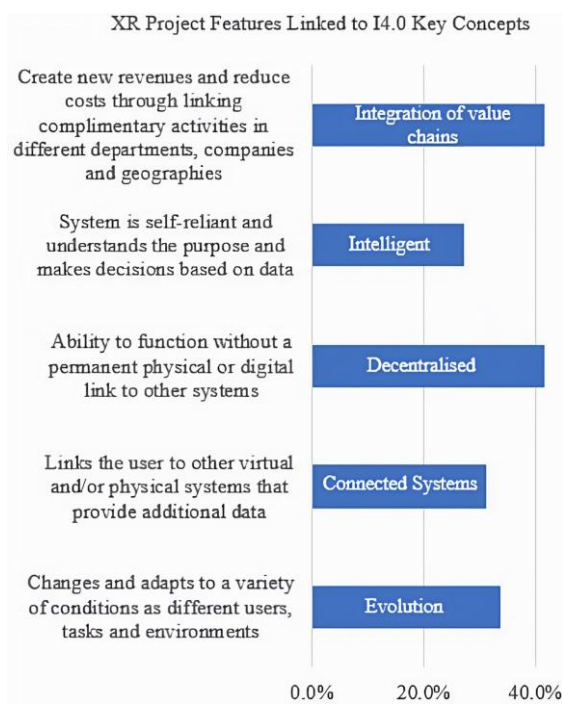 XR Project Features Linked to I4.0 Key Concepts
Create new revenues and reduce
costs through linking
complimentary activities in
different departments, companies
and geographies
Integration of value
chains
System is self-reliant and
understands the purpose and
makes decisions based on data
Intelligent
Ability to function without a
permanent physical or digital
link to other systems
Decentralised
Links the user to other virtual
and/or physical systems that
provide additional data
Connected Systems
Changes and adapts to a variety
of conditions as different users,
tasks and environments
Evolution
0.0% 20.0% 40.0%